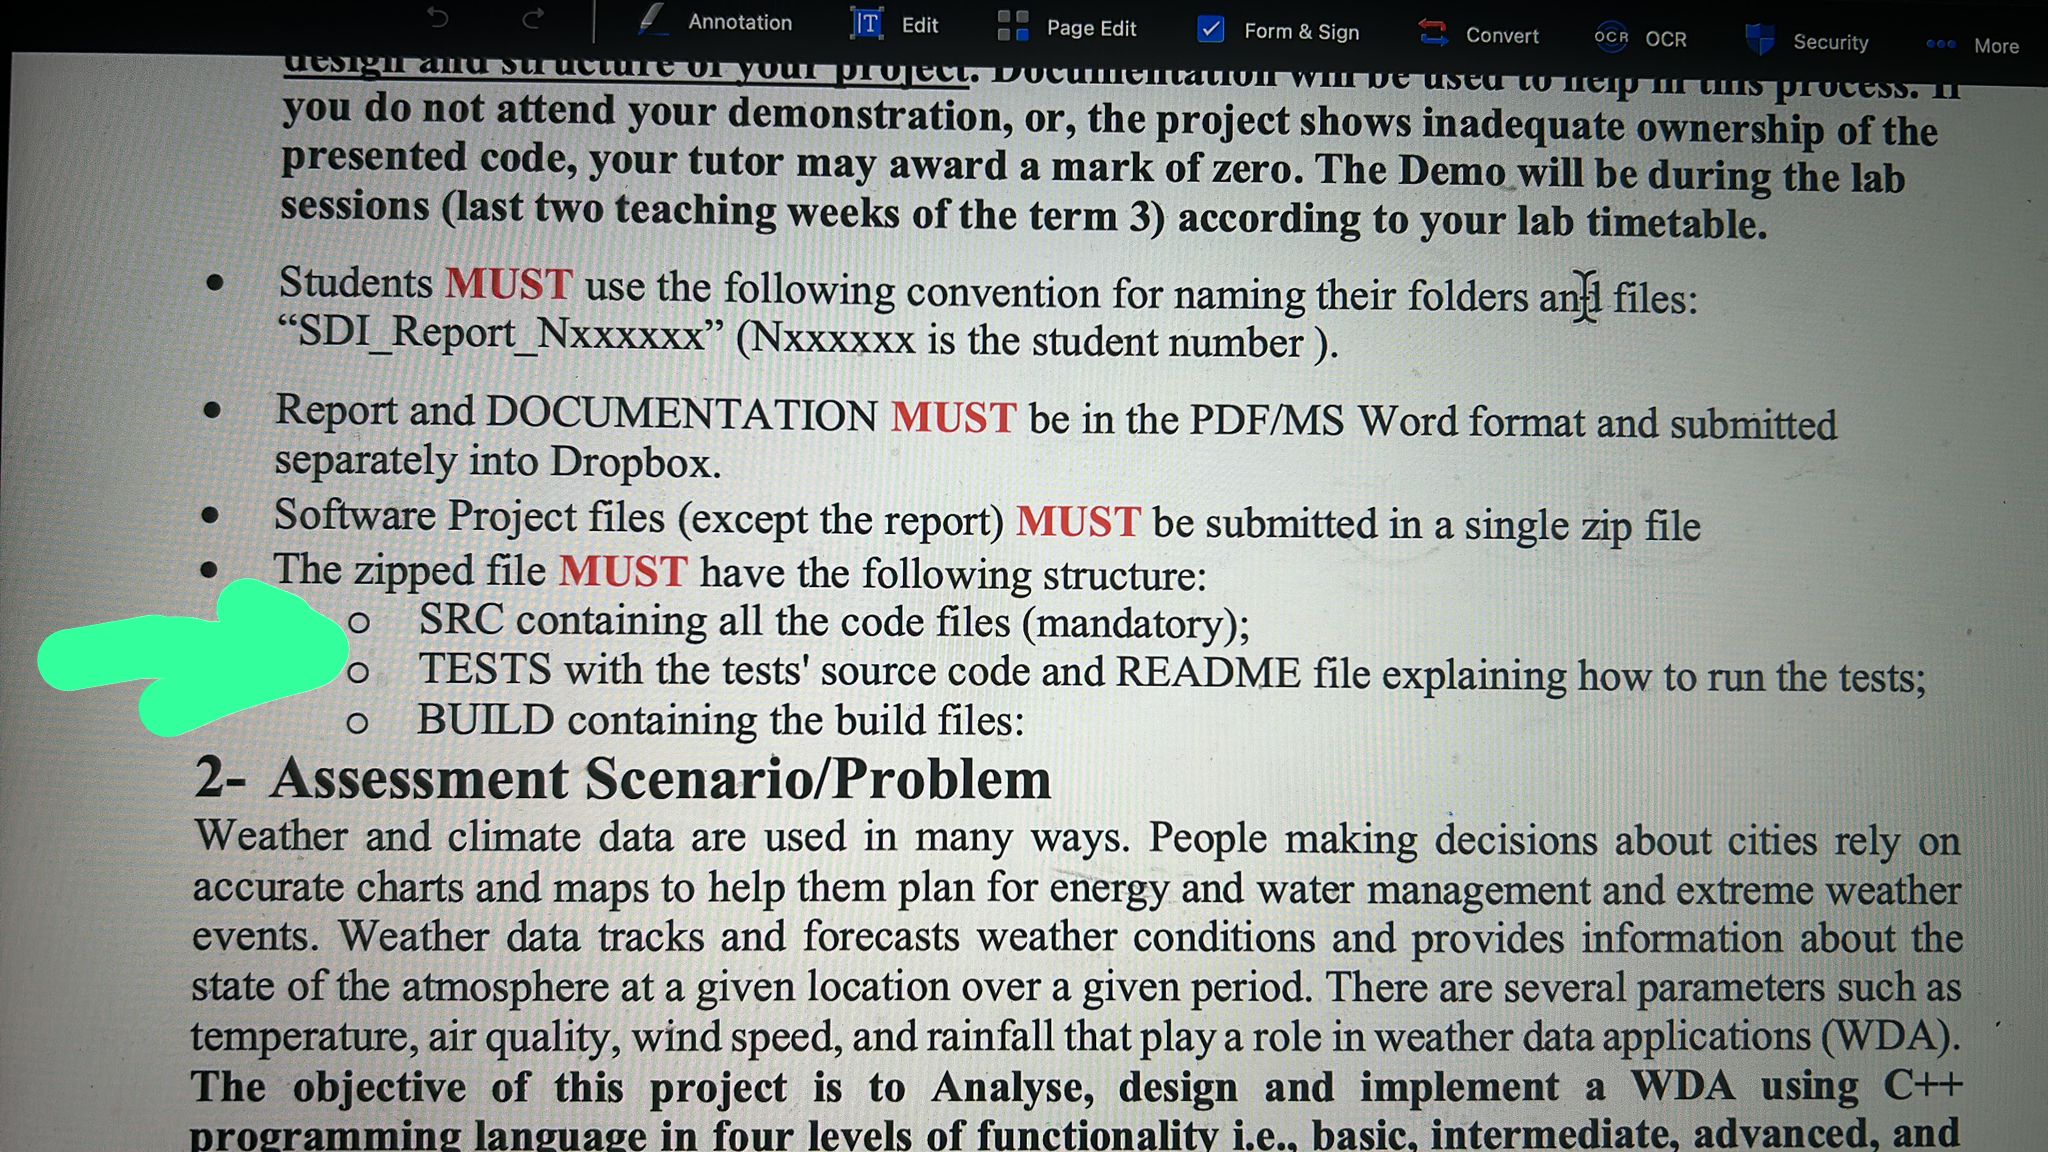 Annotation
Edit
Page Edit
Form & Sign
Convert
OCR OCR
Security
More
design and structure of your project. Documentation will be used to help in this process. If
you do not attend your demonstration, or, the project shows inadequate ownership of the
presented code, your tutor may award a mark of zero. The Demo will be during the lab
sessions (last two teaching weeks of the term 3) according to your lab timetable.
• Students MUST use the following convention for naming their folders and files:
“SDI_Report_Nxxxxxx” (Nxxxxxx is the student number ).
• Report and DOCUMENTATION MUST be in the PDF/MS Word format and submitted
separately into Dropbox.
• Software Project files (except the report) MUST be submitted in a single zip file
• The zipped file MUST have the following structure:
o SRC containing all the code files (mandatory);
o TESTS with the tests' source code and README file explaining how to run the tests;
o BUILD containing the build files:
2- Assessment Scenario/Problem
Weather and climate data are used in many ways. People making decisions about cities rely on
accurate charts and maps to help them plan for energy and water management and extreme weather
events. Weather data tracks and forecasts weather conditions and provides information about the
state of the atmosphere at a given location over a given period. There are several parameters such as
temperature, air quality, wind speed, and rainfall that play a role in weather data applications (WDA).
The objective of this project is to Analyse, design and implement a WDA using C++
programming language in four levels of functionality i.e., basic, intermediate, advanced, and